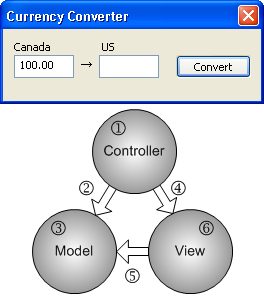 Currency Converter
Canada US
100.00 → Convert
①
Controller
② ④
③ ⑥
Model View
⑤